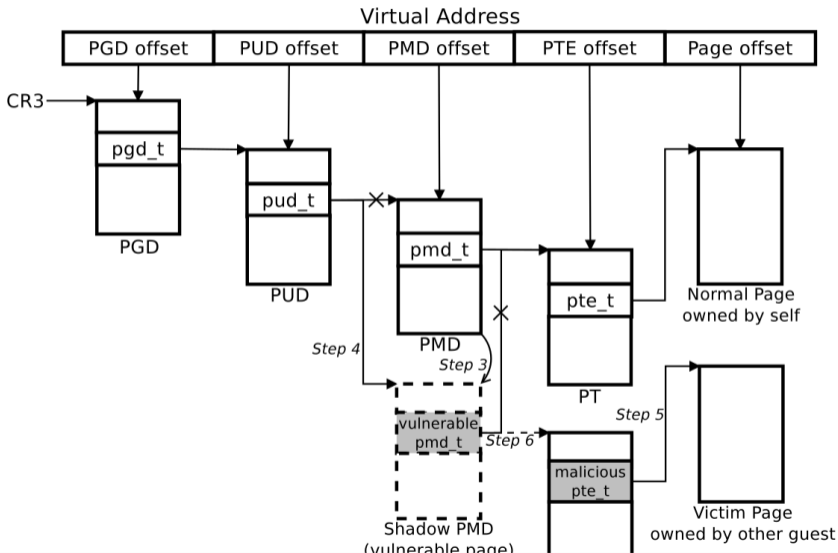 Virtual Address
PGD offset
PUD offset
PMD offset
PTE offset
Page offset
CR3
pgd_t
PGD
pud_t
PUD
pmd_t
PMD
pte_t
PT
Normal Page
owned by self
Step 4
Step 3
vulnerable
pmd_t
Step 6
Step 5
malicious
pte_t
Shadow PMD
(vulnerable page)
Victim Page
owned by other guest